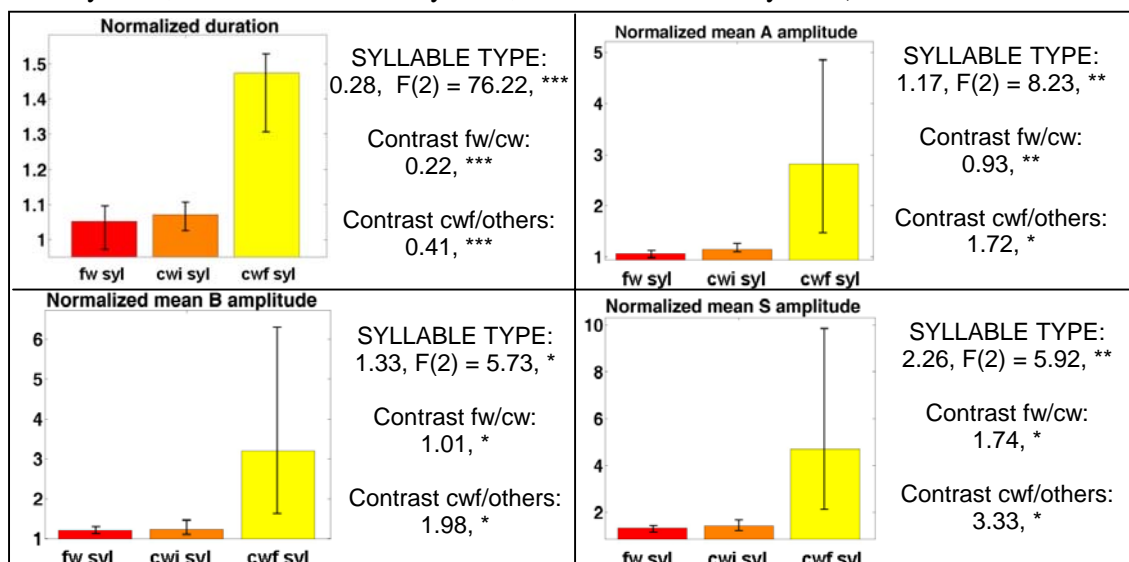 Normalized duration
1.5
1.4
1.3
1.2
1.1
1
fw syl cwi syl cwf syl
SYLLABLE TYPE:
0.28, F(2) = 76.22, ***
Contrast fw/cw:
0.22, ***
Contrast cwf/others:
0.41, ***
Normalized mean A amplitude
5
4
3
2
1
fw syl cwi syl cwf syl
SYLLABLE TYPE:
1.17, F(2) = 8.23, **
Contrast fw/cw:
0.93, **
Contrast cwf/others:
1.72, *
Normalized mean B amplitude
6
5
4
3
2
1
fw syl cwi syl cwf syl
SYLLABLE TYPE:
1.33, F(2) = 5.73, *
Contrast fw/cw:
1.01, *
Contrast cwf/others:
1.98, *
Normalized mean S amplitude
10
8
6
4
2
fw syl cwi syl cwf syl
SYLLABLE TYPE:
2.26, F(2) = 5.92, **
Contrast fw/cw:
1.74, *
Contrast cwf/others:
3.33, *